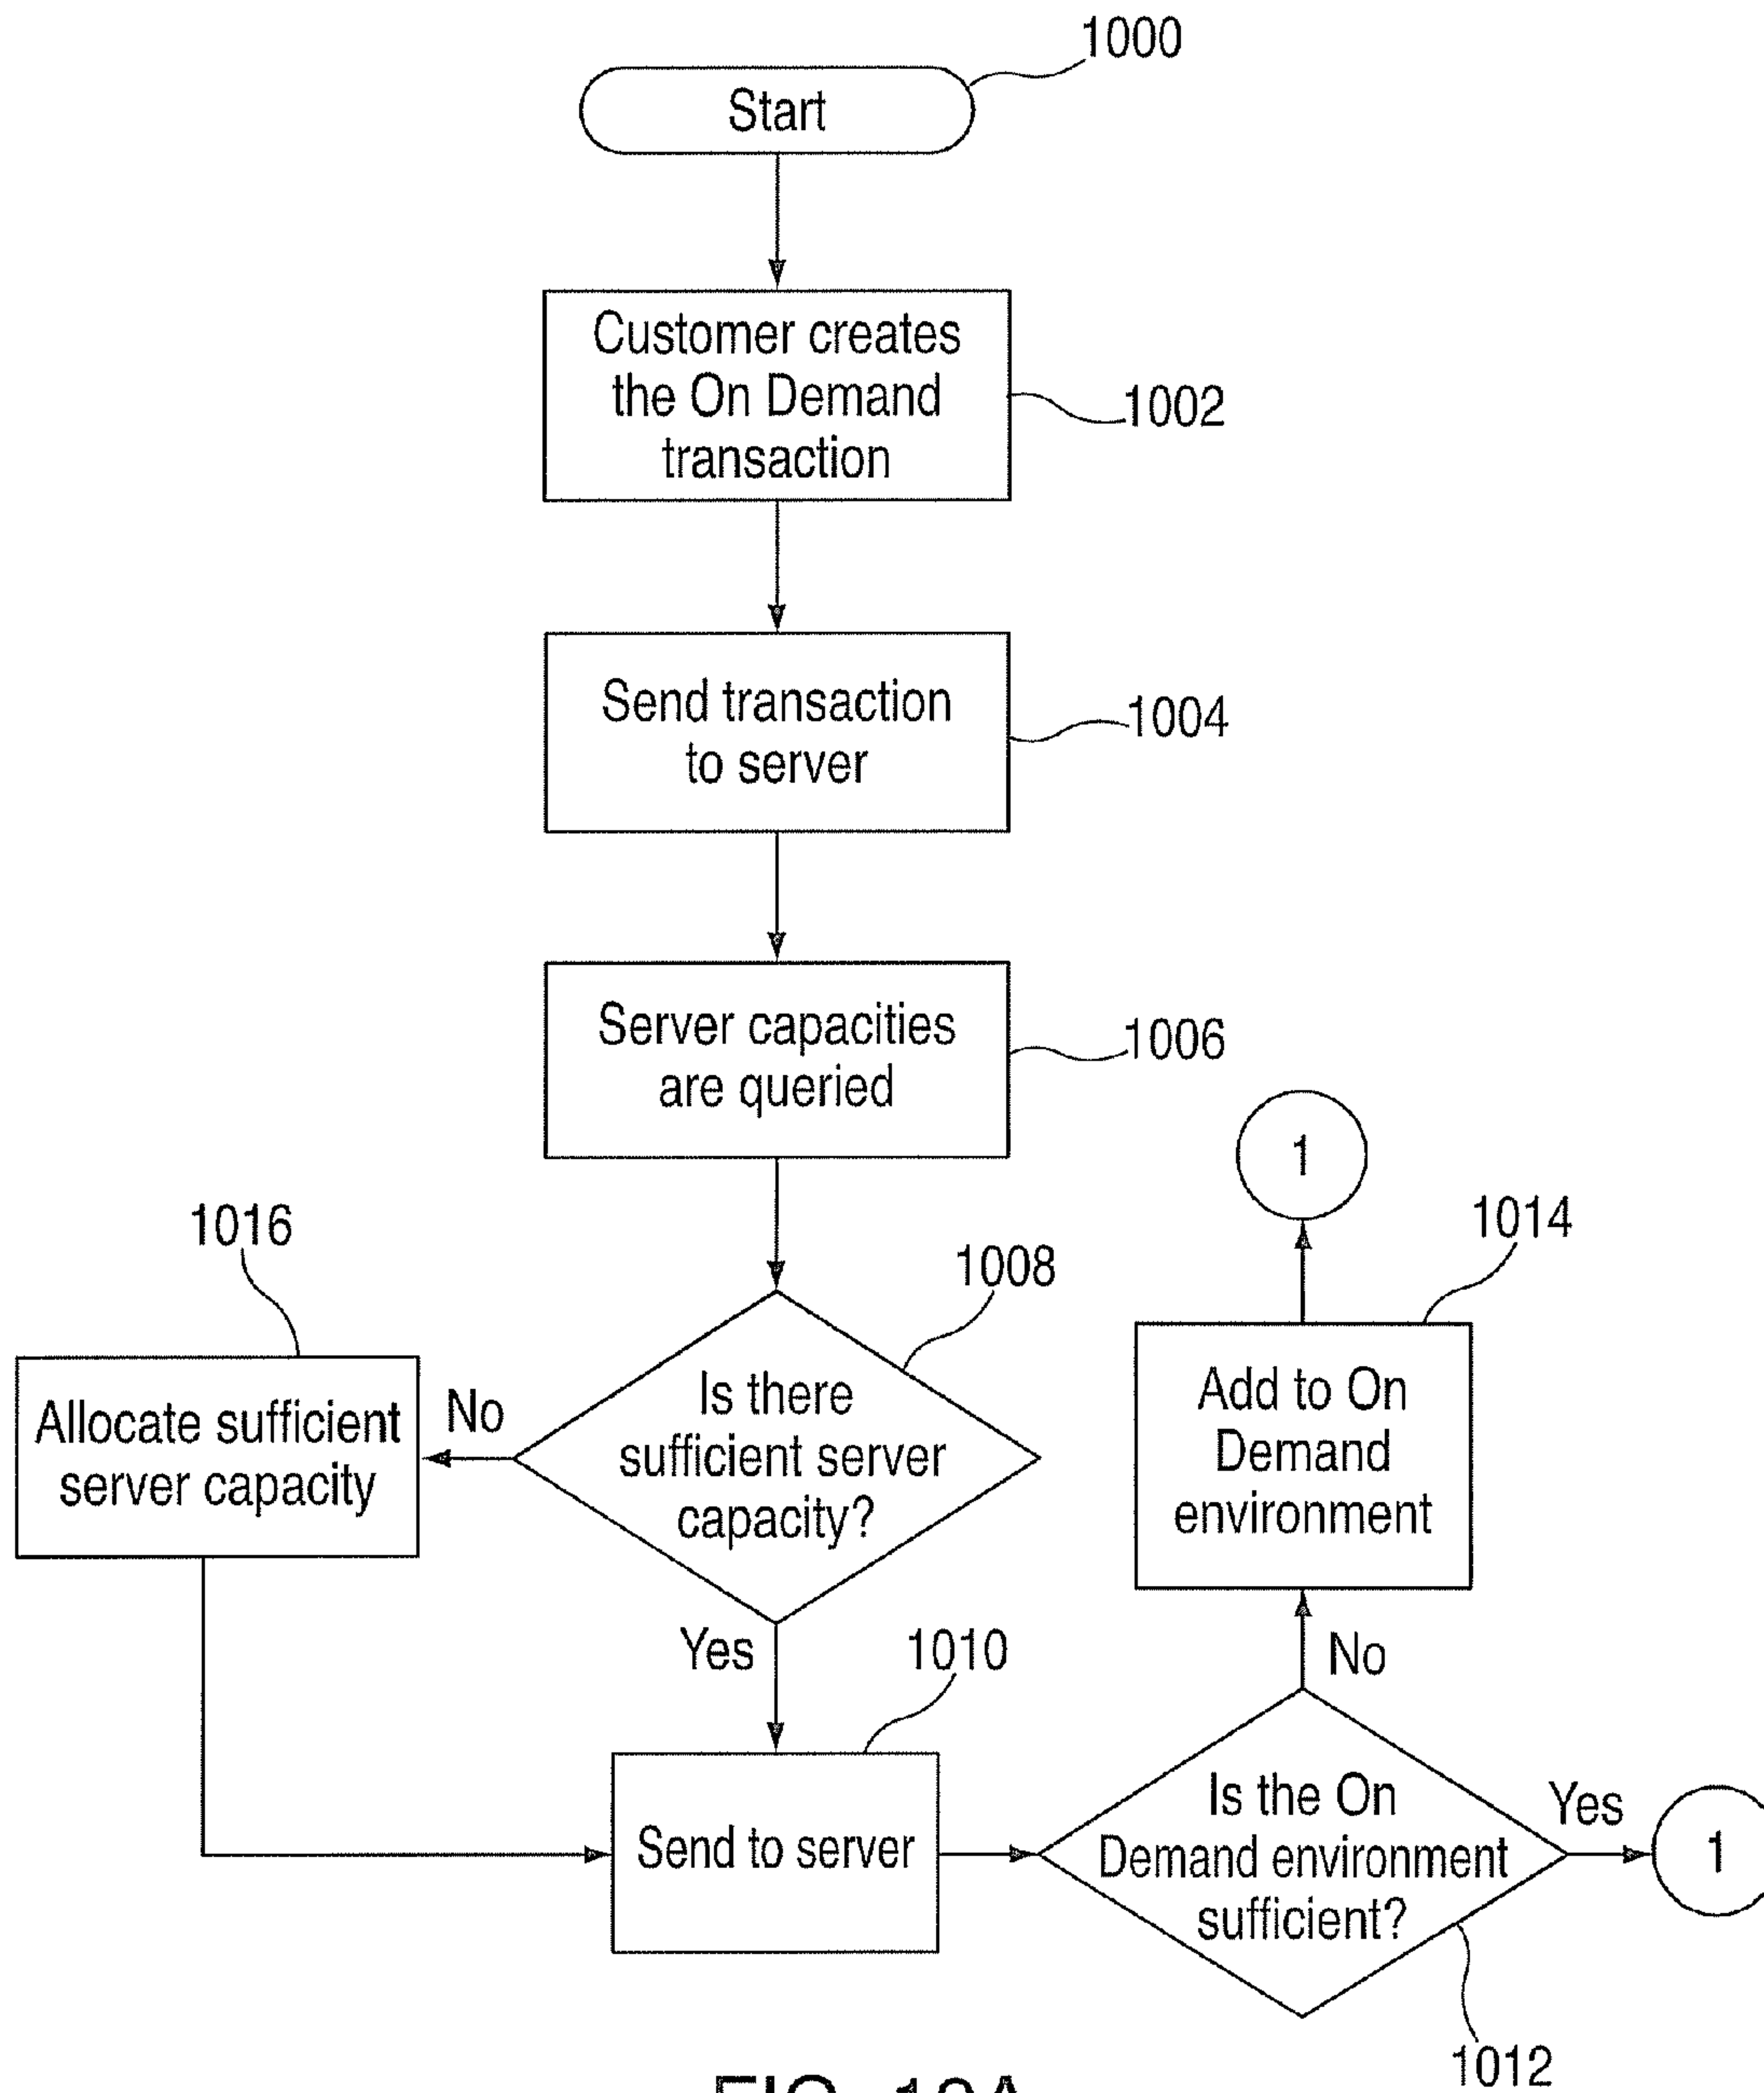 1000
Start
Customer creates
the On Demand
transaction
1002
Send transaction
to server
1004
Server capacities
are queried
1006
1
1016
1008
1014
Allocate sufficient
server capacity
No
Is there
sufficient server
capacity?
Add to On
Demand
environment
Yes
1010
No
Send to server
Is the On
Demand environment
sufficient?
Yes
1
1012
FIG. 10A